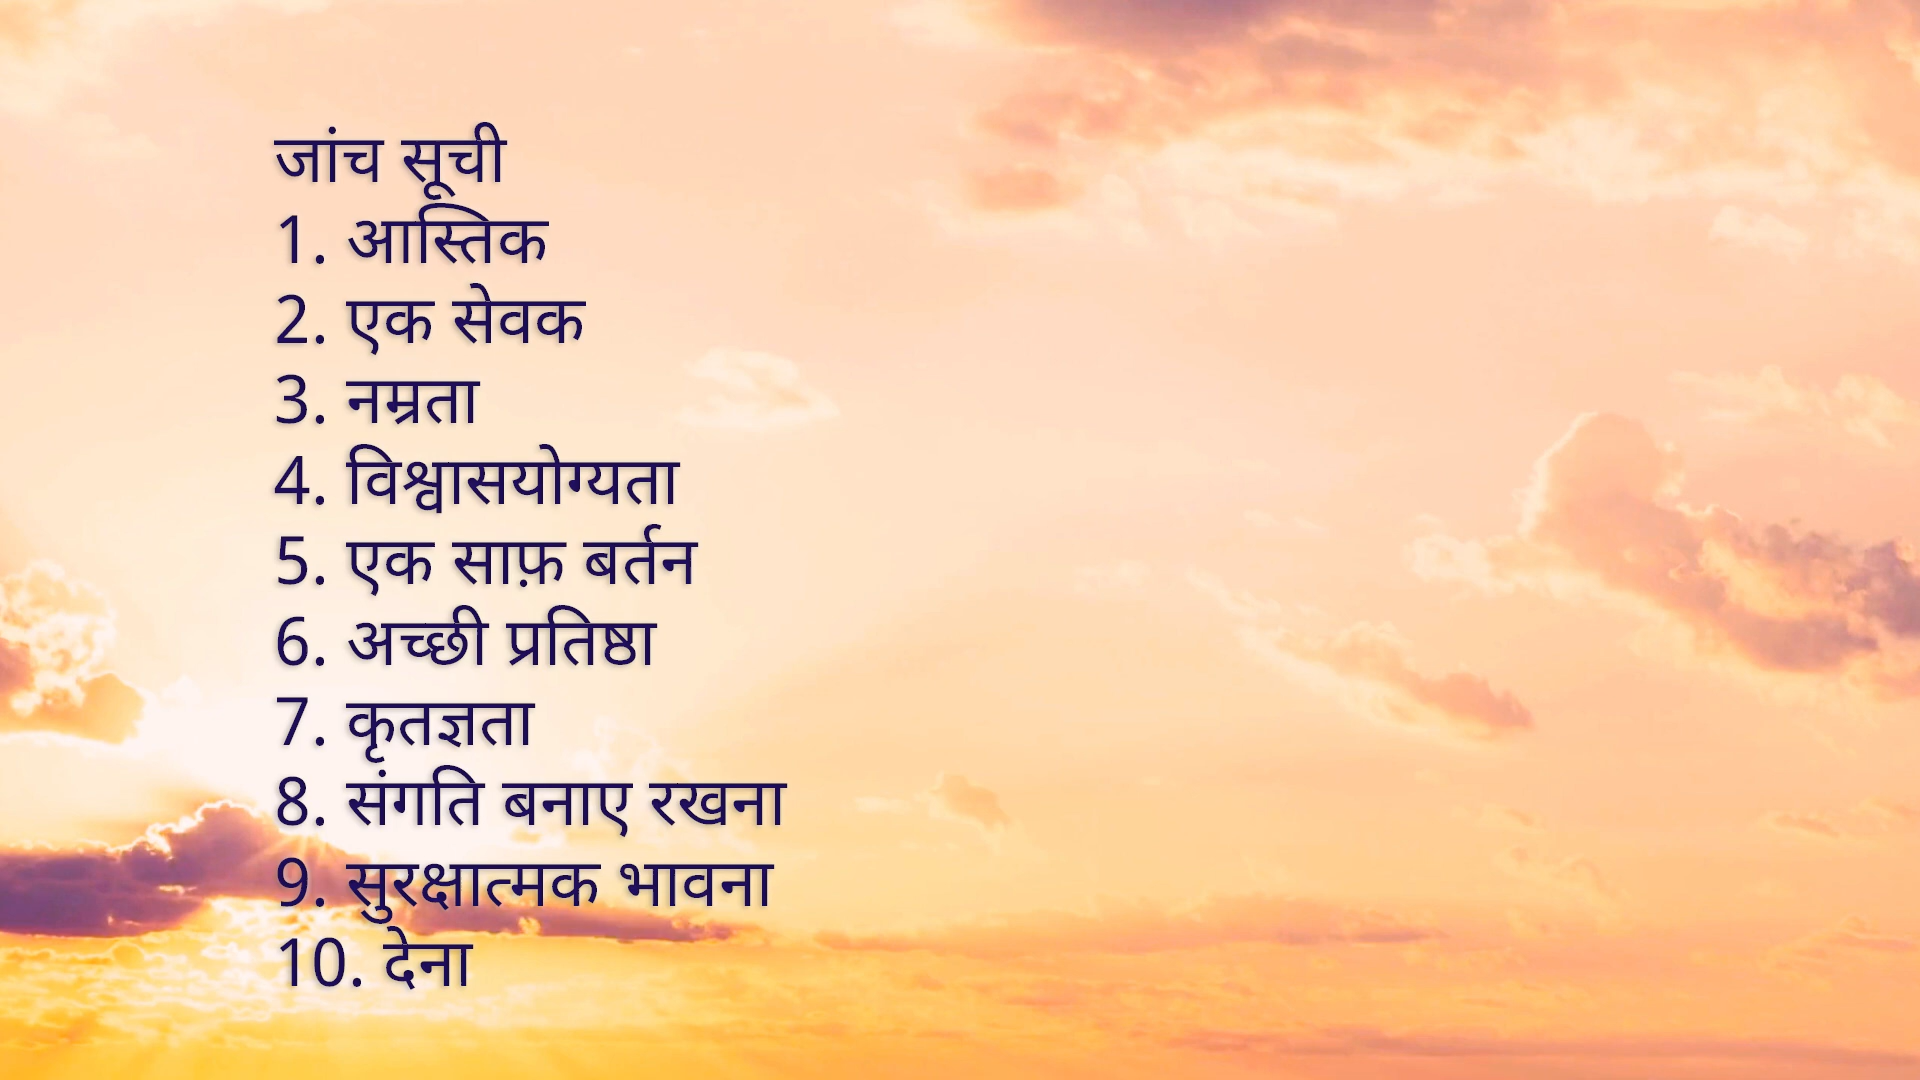 जांच सूची
1. आस्तिक
2. एक सेवक
3. नम्रता
4. विश्वासयोग्यता
5. एक साफ़ बर्तन
6. अच्छी प्रतिष्ठा
7. कृतज्ञता
8. संगति बनाए रखना
9. सुरक्षात्मक भावना
10. देना